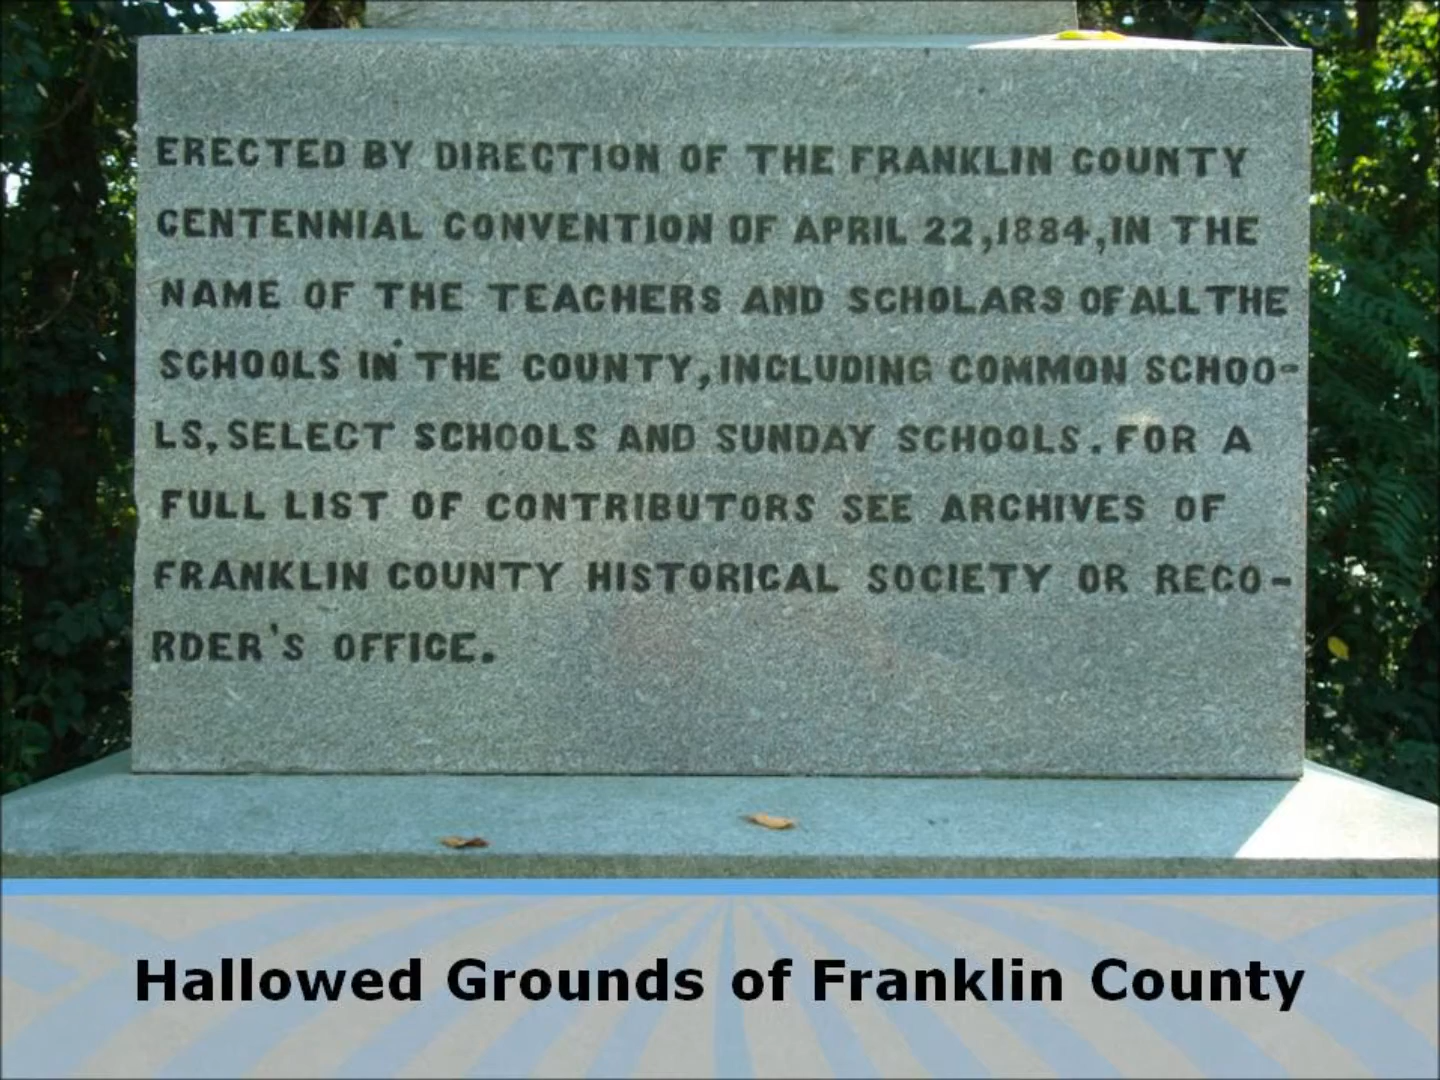 ERECTED BY DIRECTION OF THE FRANKLIN COUNTY
CENTENNIAL CONVENTION OF APRIL 22, 1884, IN THE
NAME OF THE TEACHERS AND SCHOLARS OF ALL THE
SCHOOLS IN THE COUNTY, INCLUDING COMMON SCHOO-
LS, SELECT SCHOOLS AND SUNDAY SCHOOLS. FOR A
FULL LIST OF CONTRIBUTORS SEE ARCHIVES OF
FRANKLIN COUNTY HISTORICAL SOCIETY OR RECO-
RDER'S OFFICE.
Hallowed Grounds of Franklin County